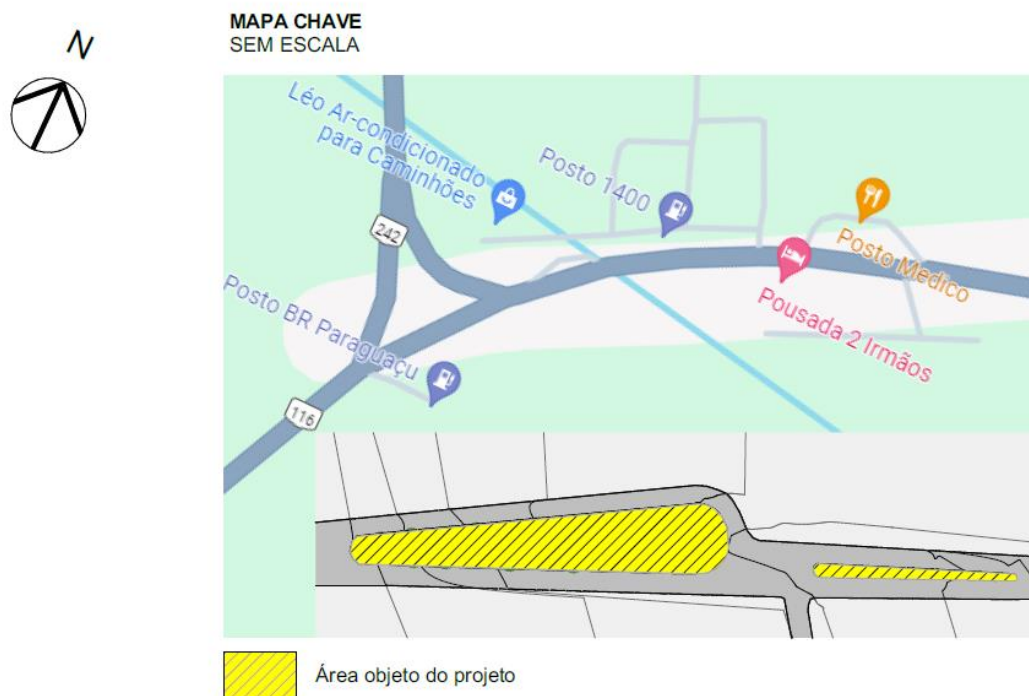 MAPA CHAVE
SEM ESCALA
N
Léo Ar-condicionado
para Caminhões
Posto 1400
242
Posto Medico
Pousada 2 Irmãos
Posto BR Paraguaçu
116
Área objeto do projeto